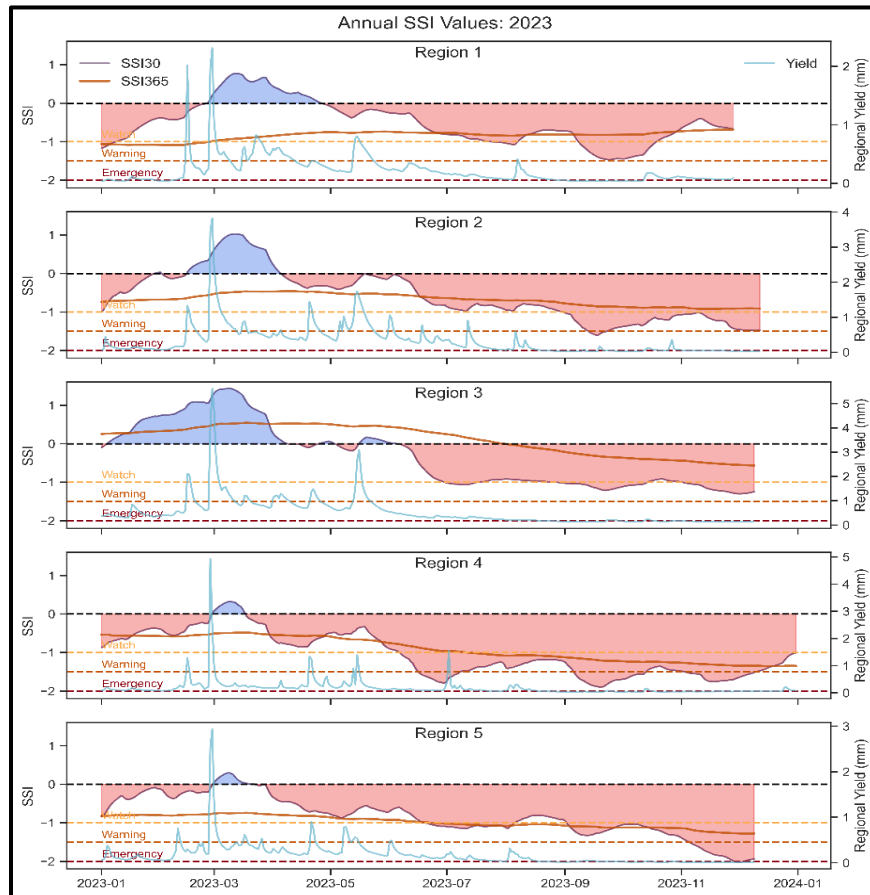 Annual SSI Values: 2023
Region 1
SSI30
SSI365
Yield
1
0
−1
−2
SSI
Watch
Warning
Emergency
2
1
0
Regional Yield (mm)
Region 2
1
0
−1
−2
SSI
Watch
Warning
Emergency
4
3
2
1
0
Regional Yield (mm)
Region 3
1
0
−1
−2
SSI
Watch
Warning
Emergency
5
4
3
2
1
0
Regional Yield (mm)
Region 4
1
0
−1
−2
SSI
Watch
Warning
Emergency
5
4
3
2
1
0
Regional Yield (mm)
Region 5
1
0
−1
−2
SSI
Watch
Warning
Emergency
3
2
1
0
Regional Yield (mm)
2023-01 2023-03 2023-05 2023-07 2023-09 2023-11 2024-01